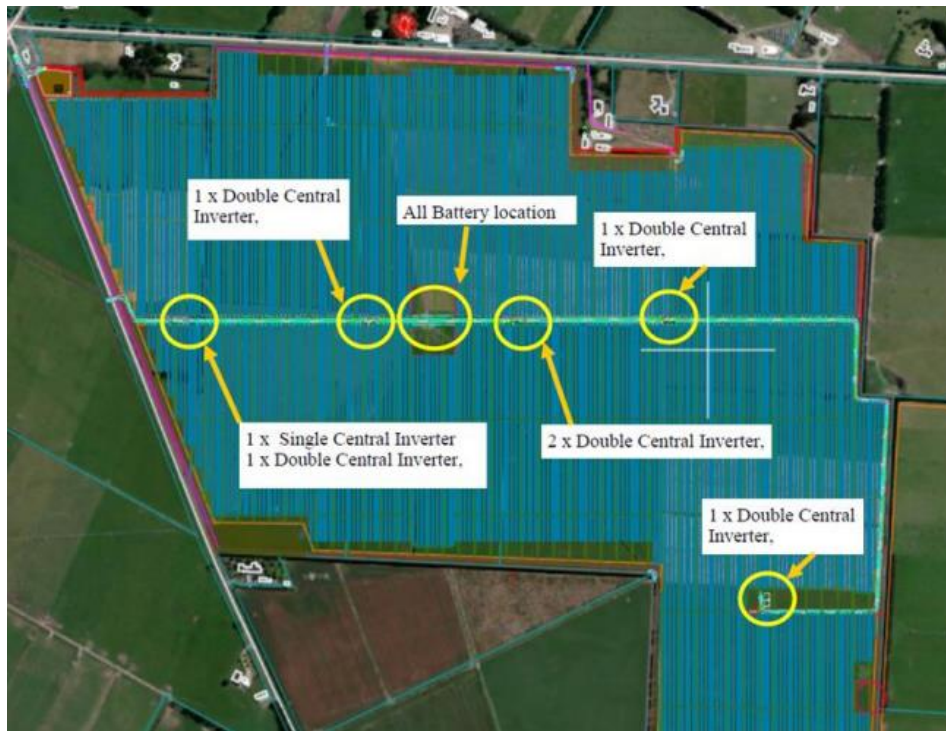 1 x Double Central
Inverter,
All Battery location
1 x Double Central
Inverter,
1 x  Single Central Inverter
1 x Double Central Inverter,
2 x Double Central Inverter,
1 x Double Central
Inverter,